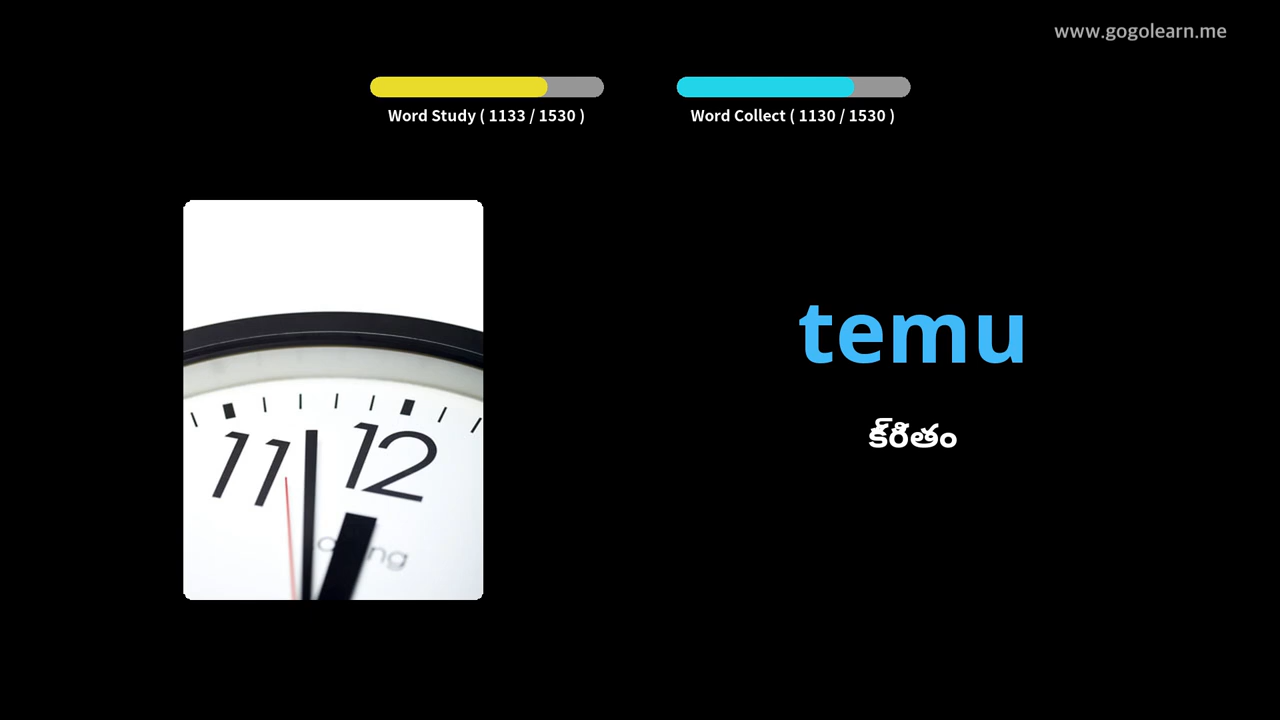 www.gogolearn.me
Word Study ( 1133 / 1530 )
Word Collect ( 1130 / 1530 )
temu
క్రితం
11 12